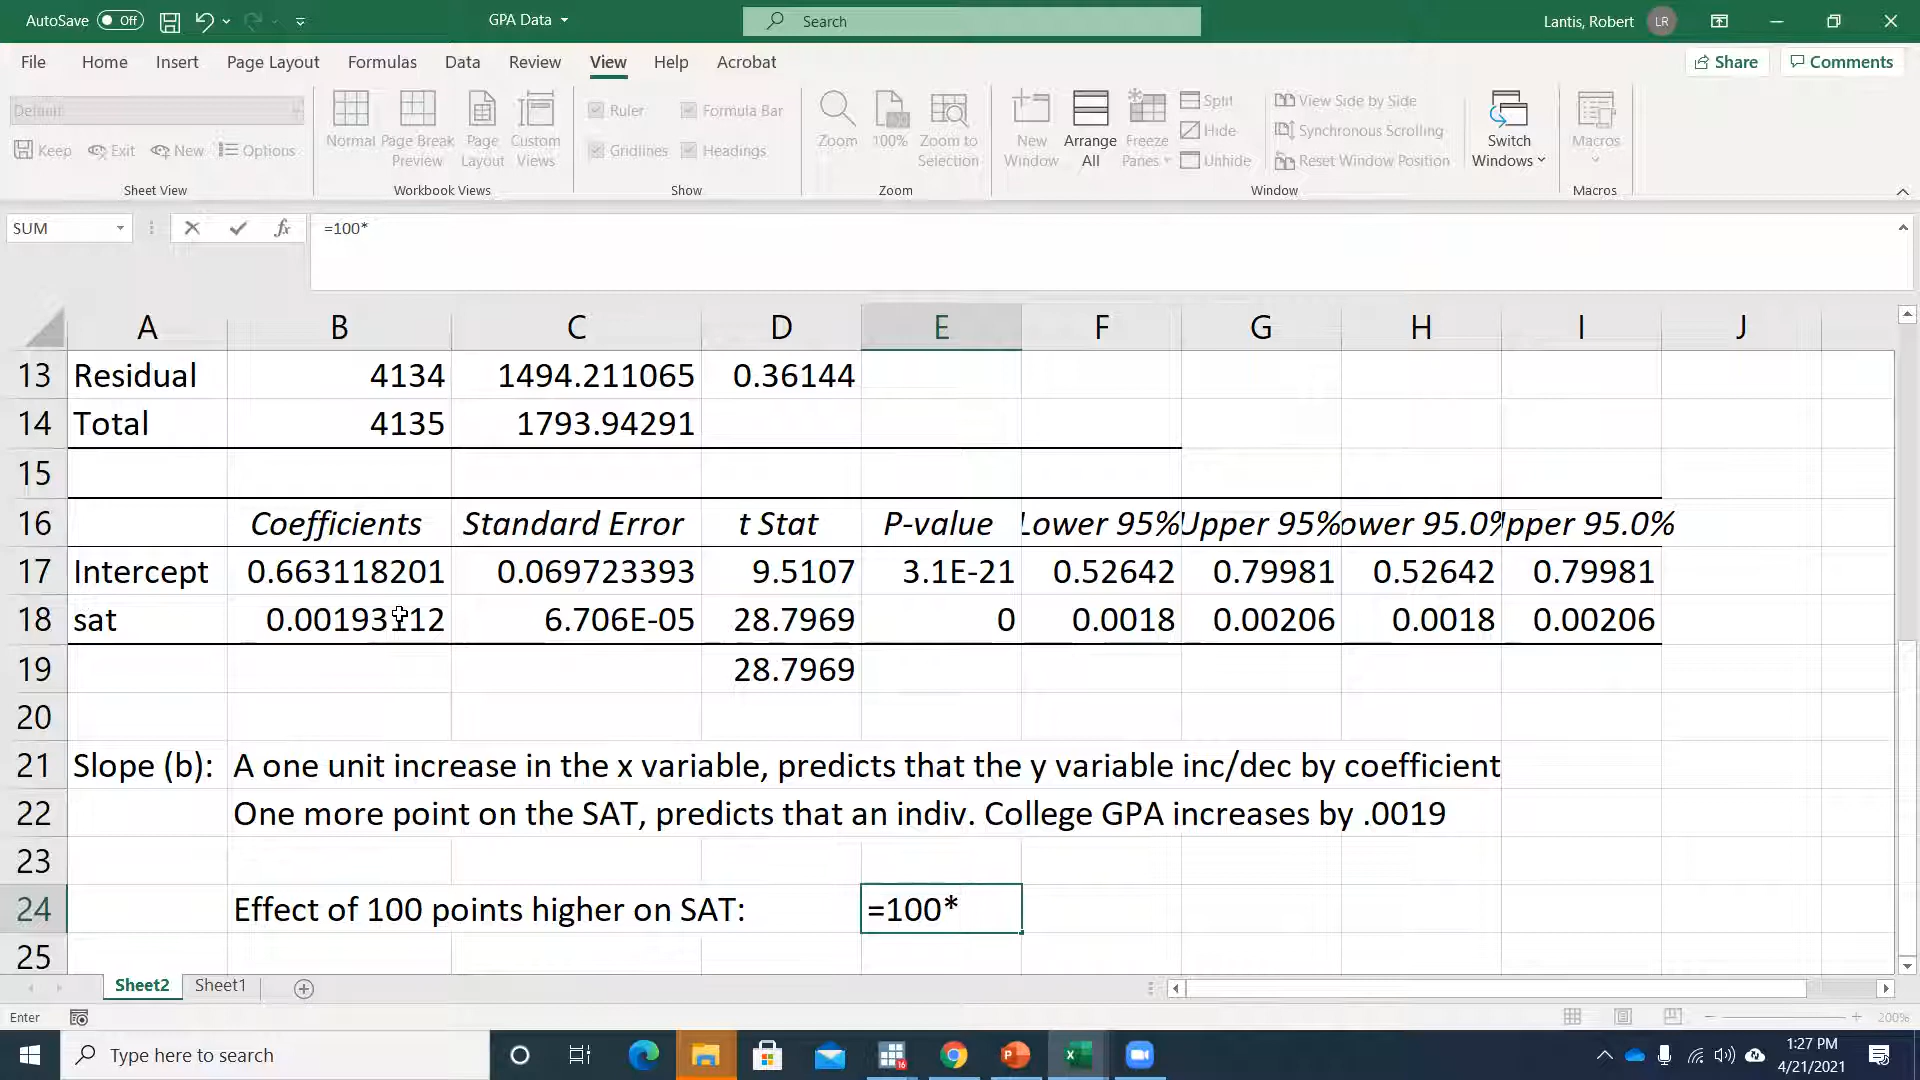 AutoSave Off GPA Data Search Lantis, Robert LR
File Home Insert Page Layout Formulas Data Review View Help Acrobat Share Comments
Default
Keep Exit New Options
Sheet View
Normal Page Break Preview Page Layout Custom Views
Workbook Views
Ruler Formula Bar
Gridlines Headings
Show
Zoom 100% Zoom to Selection
Zoom
New Window Arrange All Freeze Panes
Split
Hide
Unhide
View Side by Side
Synchronous Scrolling
Reset Window Position
Switch Windows
Window
Macros
Macros
SUM fx =100*
A B C D E F G H I J
13 Residual 4134 1494.211065 0.36144
14 Total 4135 1793.94291
15
16 Coefficients Standard Error t Stat P-value Lower 95% Upper 95% ower 95.0% pper 95.0%
17 Intercept 0.663118201 0.069723393 9.5107 3.1E-21 0.52642 0.79981 0.52642 0.79981
18 sat 0.00193112 6.706E-05 28.7969 0 0.0018 0.00206 0.0018 0.00206
19 28.7969
20
21 Slope (b): A one unit increase in the x variable, predicts that the y variable inc/dec by coefficient
22 One more point on the SAT, predicts that an indiv. College GPA increases by .0019
23
24 Effect of 100 points higher on SAT: =100*
25
Sheet2 Sheet1
Enter 200%
Type here to search 16 1:27 PM
4/21/2021